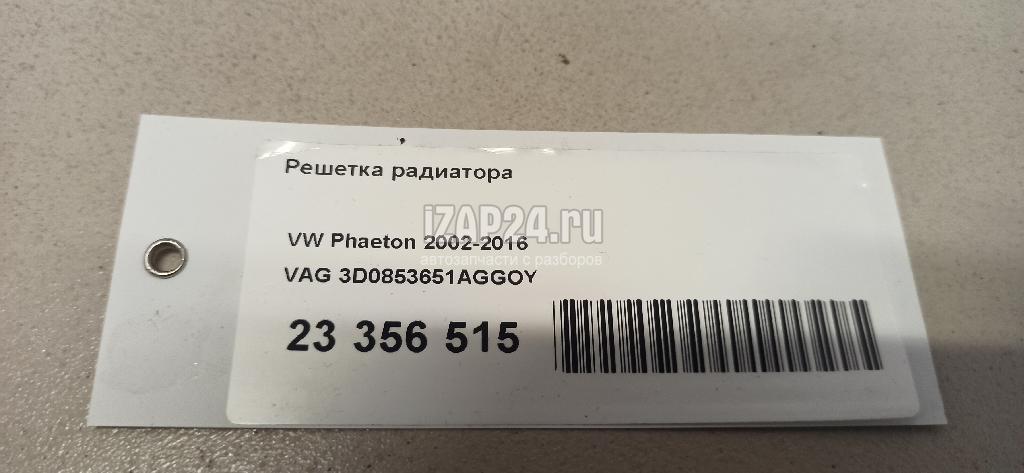 Решетка радиатора
iZAP24.ru
VW Phaeton 2002-2016
автозапчасти с разборов
VAG 3D0853651AGGOY
23 356 515